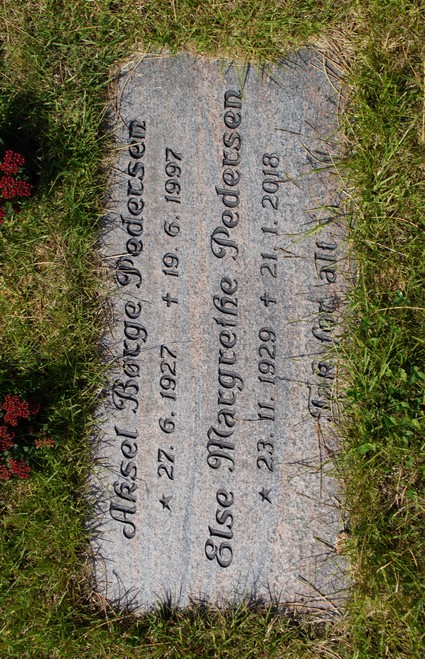 Aksel Børge Pedersen
★ 27. 6. 1927 ✝ 19. 6. 1997
Else Margrethe Pedersen
★ 23. 11. 1929 ✝ 21. 1. 2018
Tak for alt